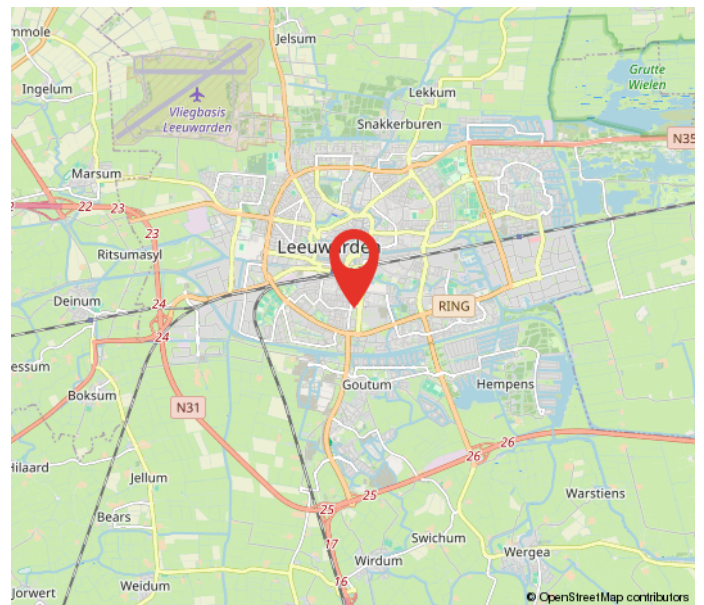 mmole
Jelsum
Grutte
Wielen
Ingelum
Lekkum
Vliegbasis
Leeuwarden
Snakkerburen
N35
Marsum
2
22
23
23
Leeuwarden
Ritsumasyl
Deinum
24
RING
24
essum
Goutum
Hempens
Boksum
N31
26
26
Hilaard
Jellum
25
Warstiens
25
Bears
17
Swichum
Wergea
Wirdum
16
Weidum
Jorwert
© OpenStreetMap contributors